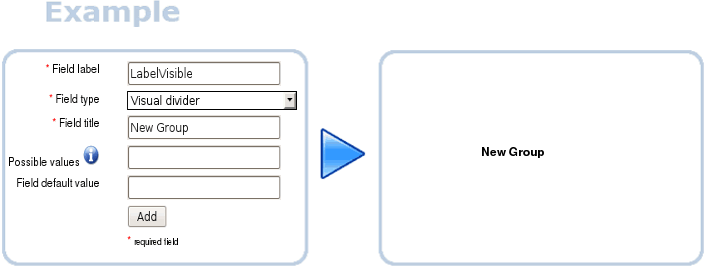 Example
* Field label LabelVisible
* Field type Visual divider
* Field title New Group
Possible values i
Field default value
Add
* required field
New Group